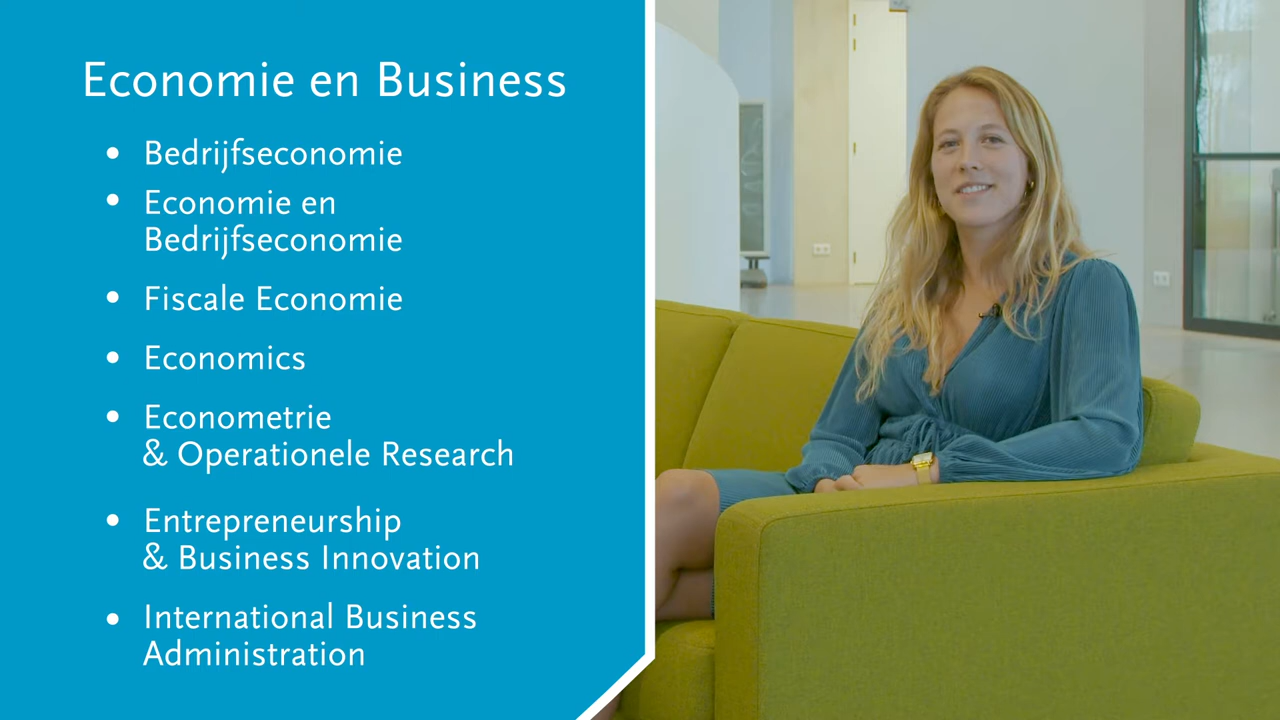 Economie en Business
• Bedrijfseconomie
• Economie en
Bedrijfseconomie
• Fiscale Economie
• Economics
• Econometrie
& Operationele Research
• Entrepreneurship
& Business Innovation
• International Business
Administration